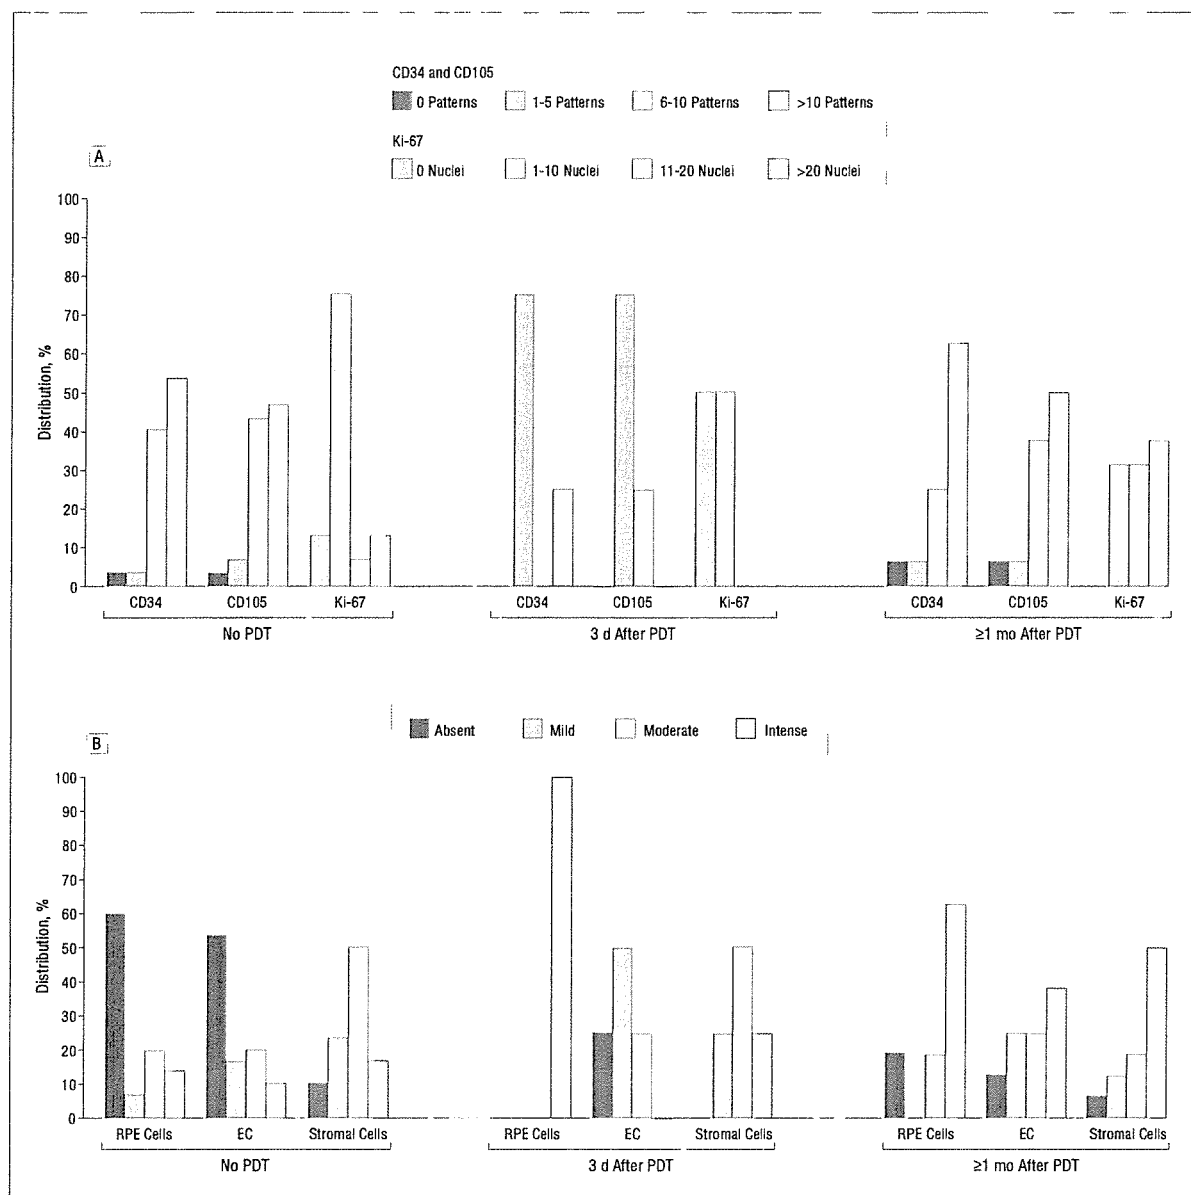 CD34 and CD105
0 Patterns 1-5 Patterns 6-10 Patterns >10 Patterns
Ki-67
0 Nuclei 1-10 Nuclei 11-20 Nuclei >20 Nuclei
A
100
90
80
70
60
50
40
30
20
10
0
Distribution, %
CD34 CD105 Ki-67 CD34 CD105 Ki-67 CD34 CD105 Ki-67
No PDT 3 d After PDT ≥1 mo After PDT
Absent Mild Moderate Intense
B
100
90
80
70
60
50
40
30
20
10
0
Distribution, %
RPE Cells EC Stromal Cells RPE Cells EC Stromal Cells RPE Cells EC Stromal Cells
No PDT 3 d After PDT ≥1 mo After PDT